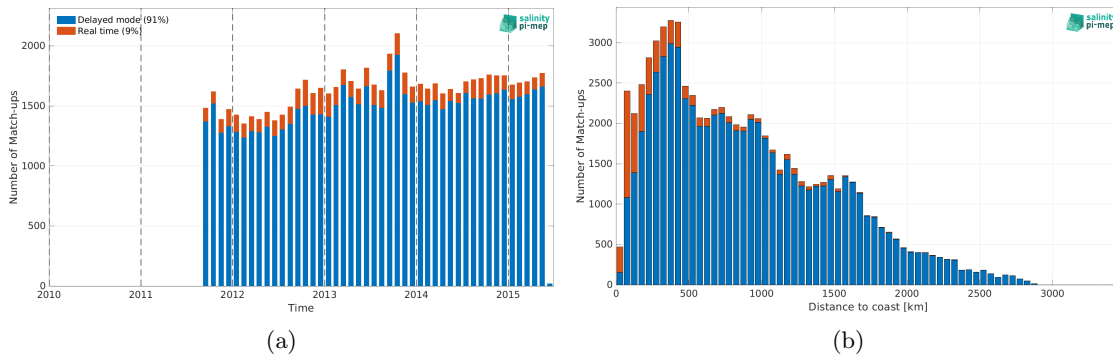 Delayed mode (91%)
Real time (9%)
salinity
pi-mep
Number of Match-ups
2000
1500
1000
500
0
2010
2011
2012
2013
2014
2015
Time
(a)
salinity
pi-mep
Number of Match-ups
3000
2500
2000
1500
1000
500
0
0
500
1000
1500
2000
2500
3000
Distance to coast [km]
(b)